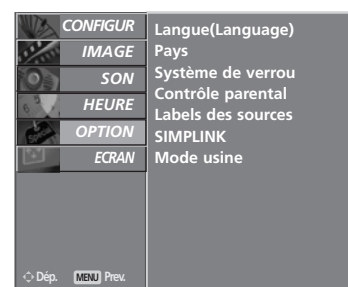 CONFIGUR
IMAGE
SON
HEURE
OPTION
ECRAN
Langue(Language)
Pays
Système de verrou
Contrôle parental
Labels des sources
SIMPLINK
Mode usine
Dép. MENU Prev.